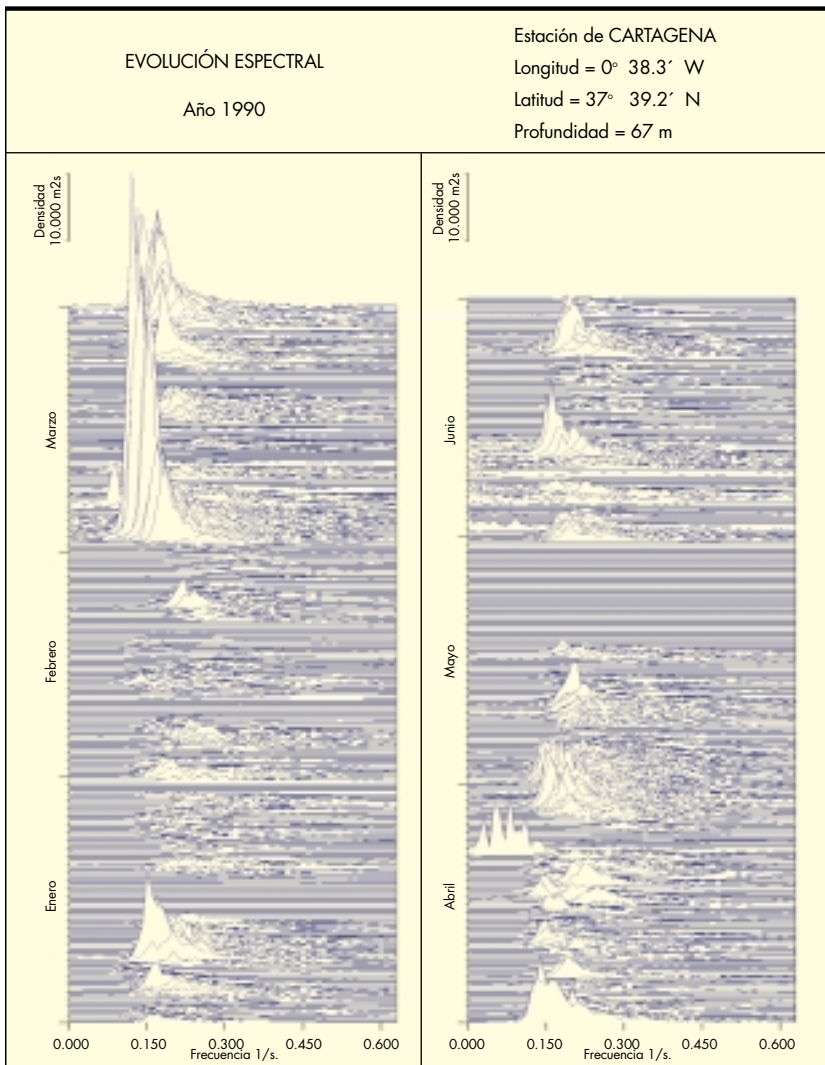 EVOLUCIÓN ESPECTRAL
Año 1990
Estación de CARTAGENA
Longitud = 0° 38.3´ W
Latitud = 37° 39.2´ N
Profundidad = 67 m
Densidad
10.000 m2s
Marzo
Febrero
Enero
0.000 0.150 0.300 0.450 0.600
Frecuencia 1/s.
Densidad
10.000 m2s
Junio
Mayo
Abril
0.000 0.150 0.300 0.450 0.600
Frecuencia 1/s.